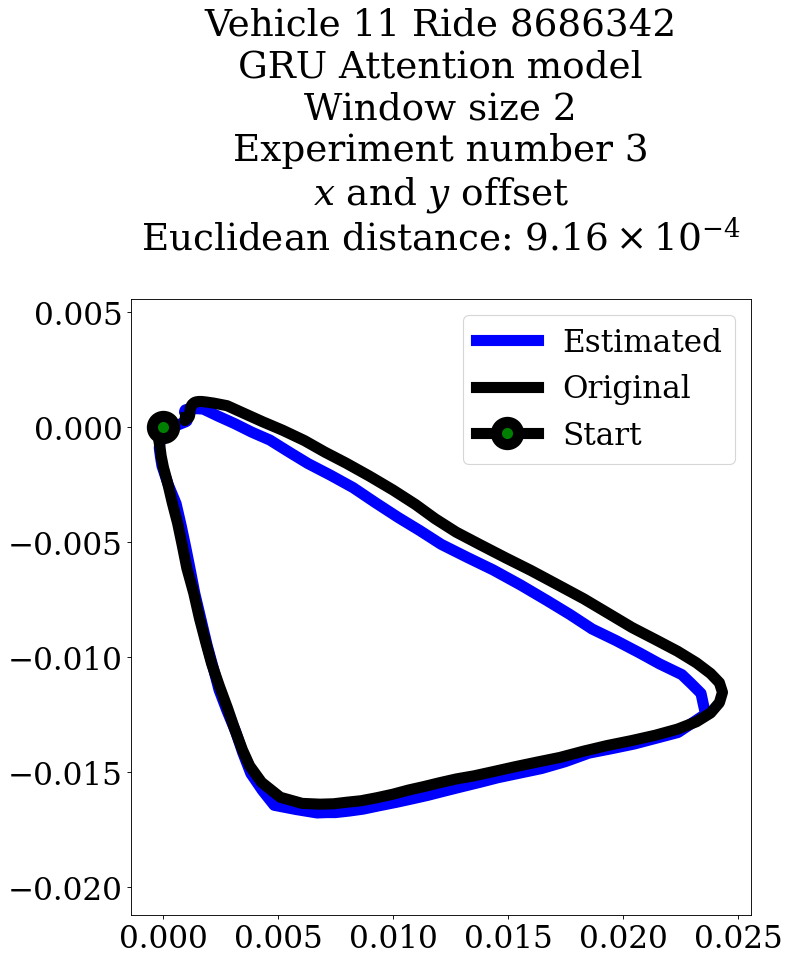 Vehicle 11 Ride 8686342
GRU Attention model
Window size 2
Experiment number 3
x and y offset
Euclidean distance: 9.16 × 10⁻⁴
0.005
0.000
−0.005
−0.010
−0.015
−0.020
Estimated
Original
Start
0.000 0.005 0.010 0.015 0.020 0.025